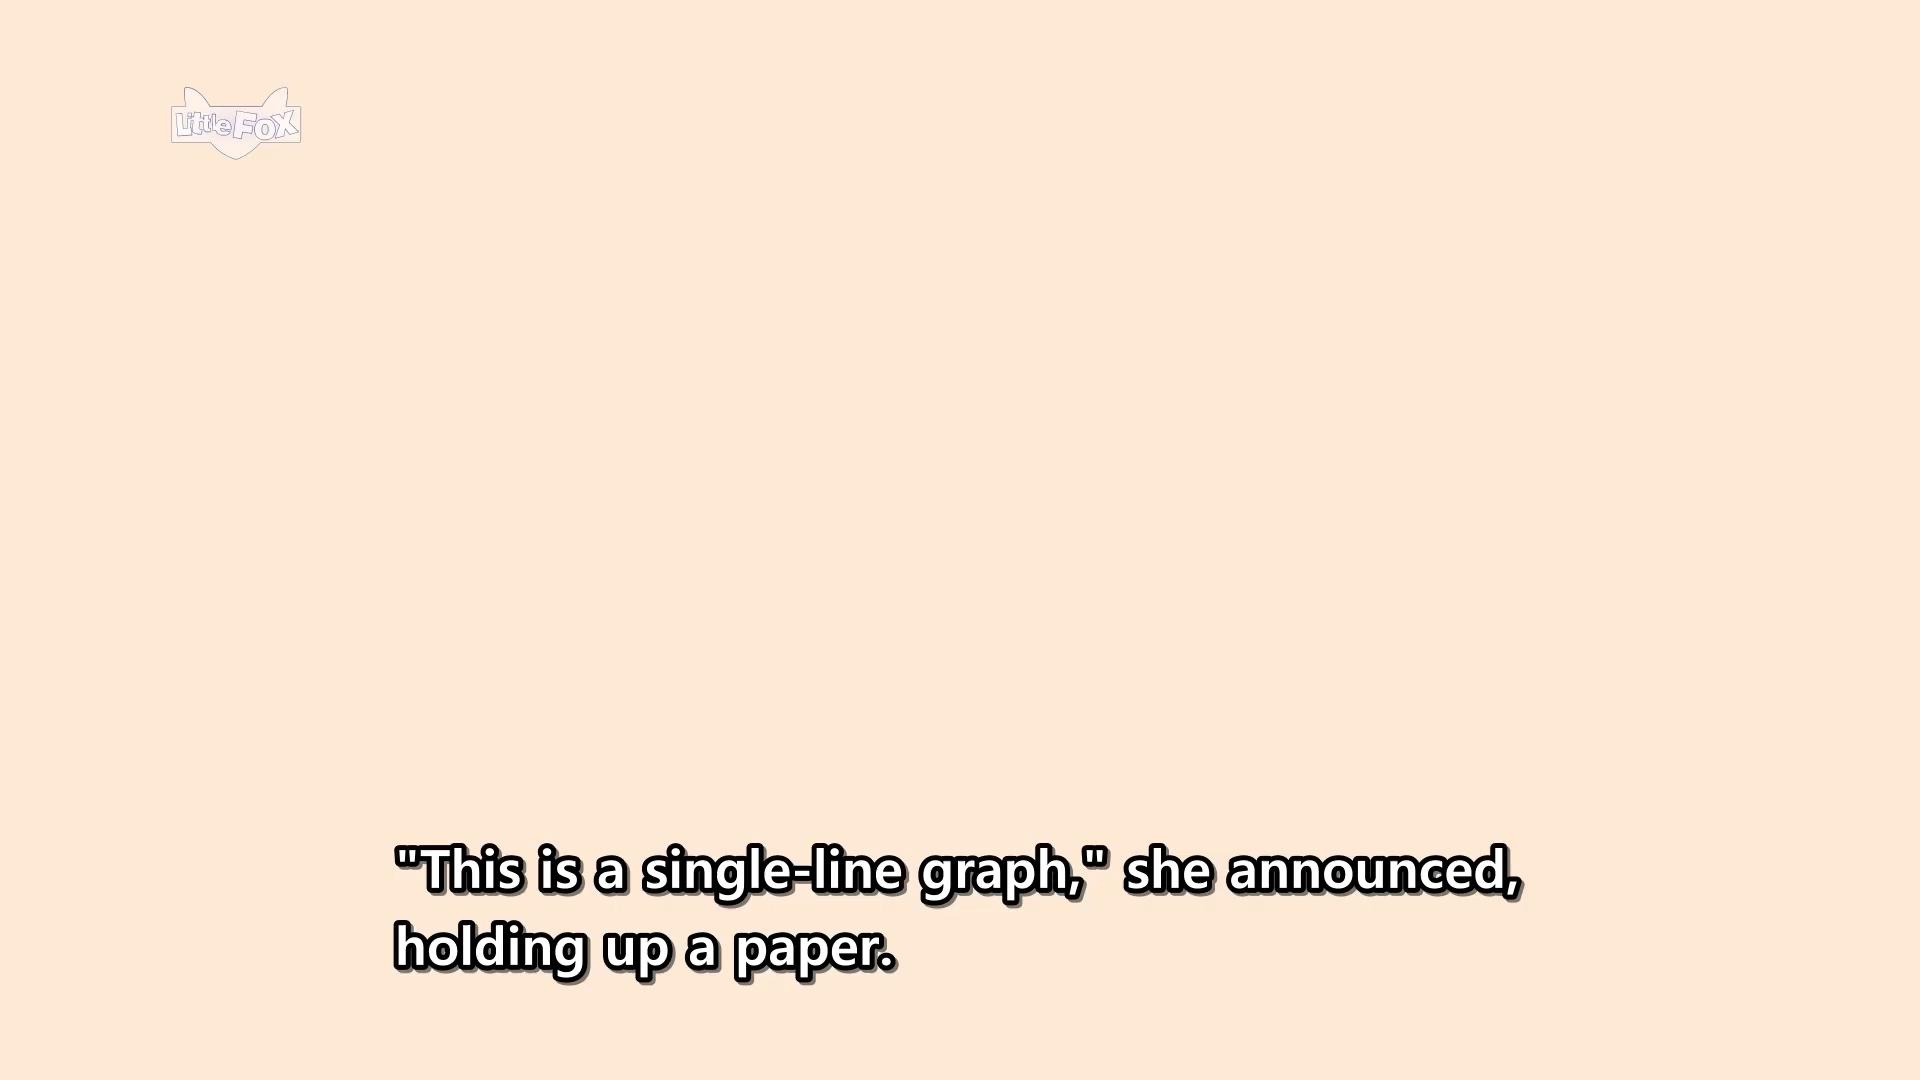 Little Fox
"This is a single-line graph," she announced,
holding up a paper.